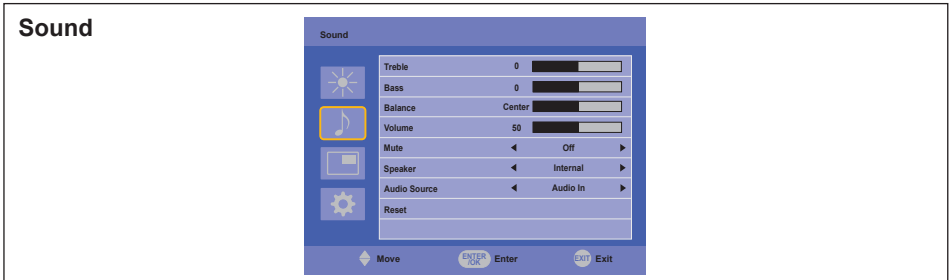 Sound
Sound
Treble 0
Bass 0
Balance Center
Volume 50
Mute Off
Speaker Internal
Audio Source Audio In
Reset
Move ENTER /OK Enter EXIT Exit